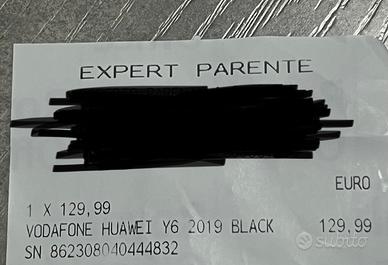 EXPERT PARENTE
EURO
1 X 129,99
VODAFONE HUAWEI Y6 2019 BLACK 129,99
SN 862308040444832
subito